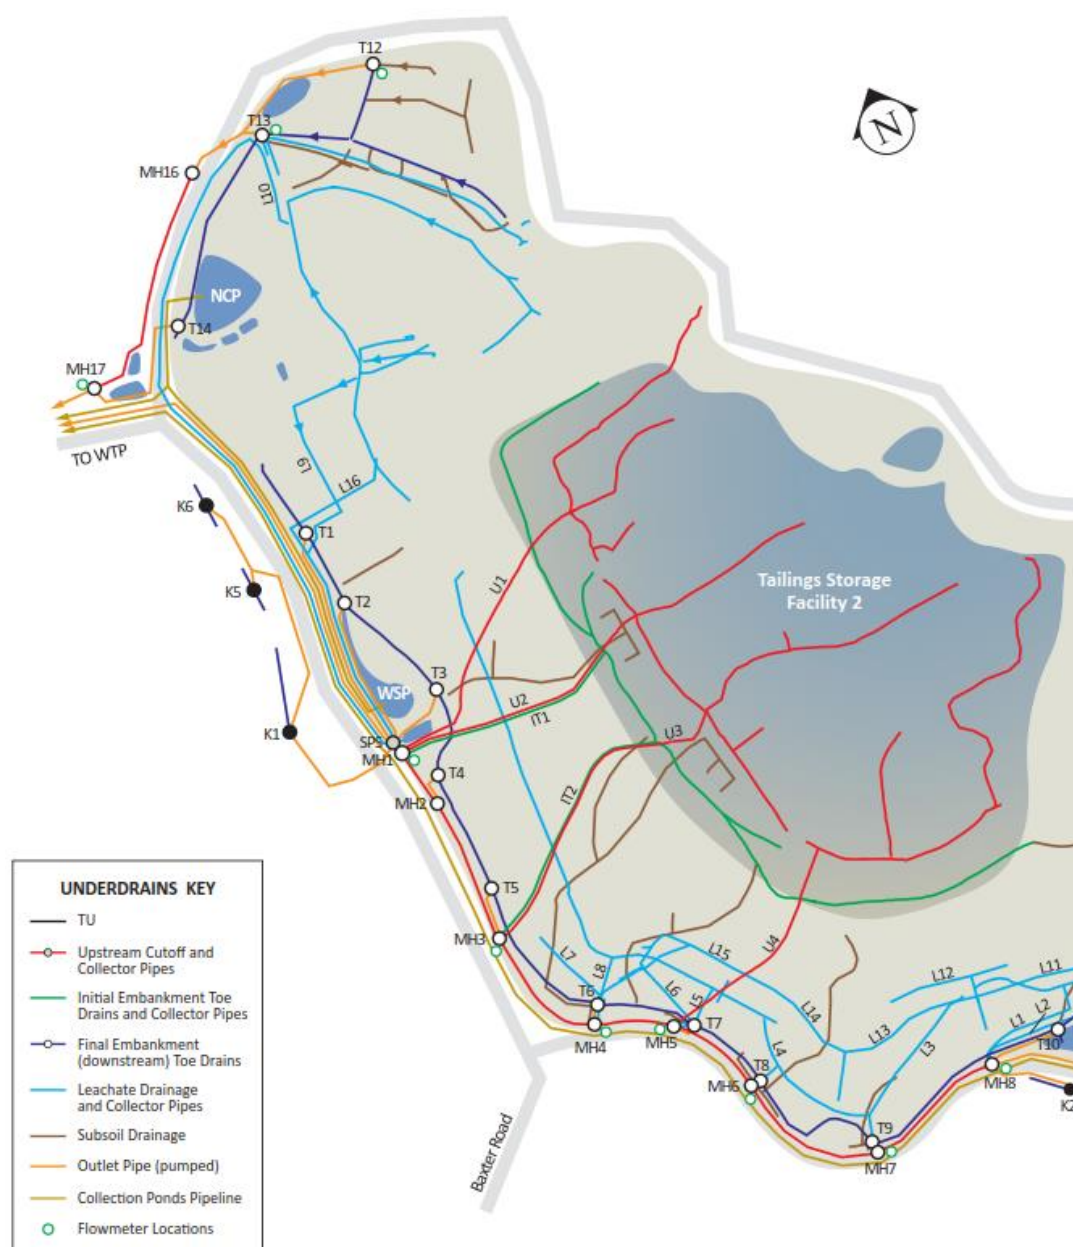 T12
N
T13
MH16
L10
NCP
T14
MH17
TO WTP
L9
L16
K6
T1
K5
T2
U1
Tailings Storage
Facility 2
T3
WSP
U2
IT1
K1
U3
MH1
T4
IT2
MH2
T5
MH3
U4
L7
L8
L15
L12
L11
L6
L5
L14
L13
L2
L1
T6
MH4
MH5
T7
L4
L3
T10
T8
MH6
MH8
T9
MH7
Baxter Road
UNDERDRAINS KEY
TU
Upstream Cutoff and
Collector Pipes
Initial Embankment Toe
Drains and Collector Pipes
Final Embankment
(downstream) Toe Drains
Leachate Drainage
and Collector Pipes
Subsoil Drainage
Outlet Pipe (pumped)
Collection Ponds Pipeline
Flowmeter Locations